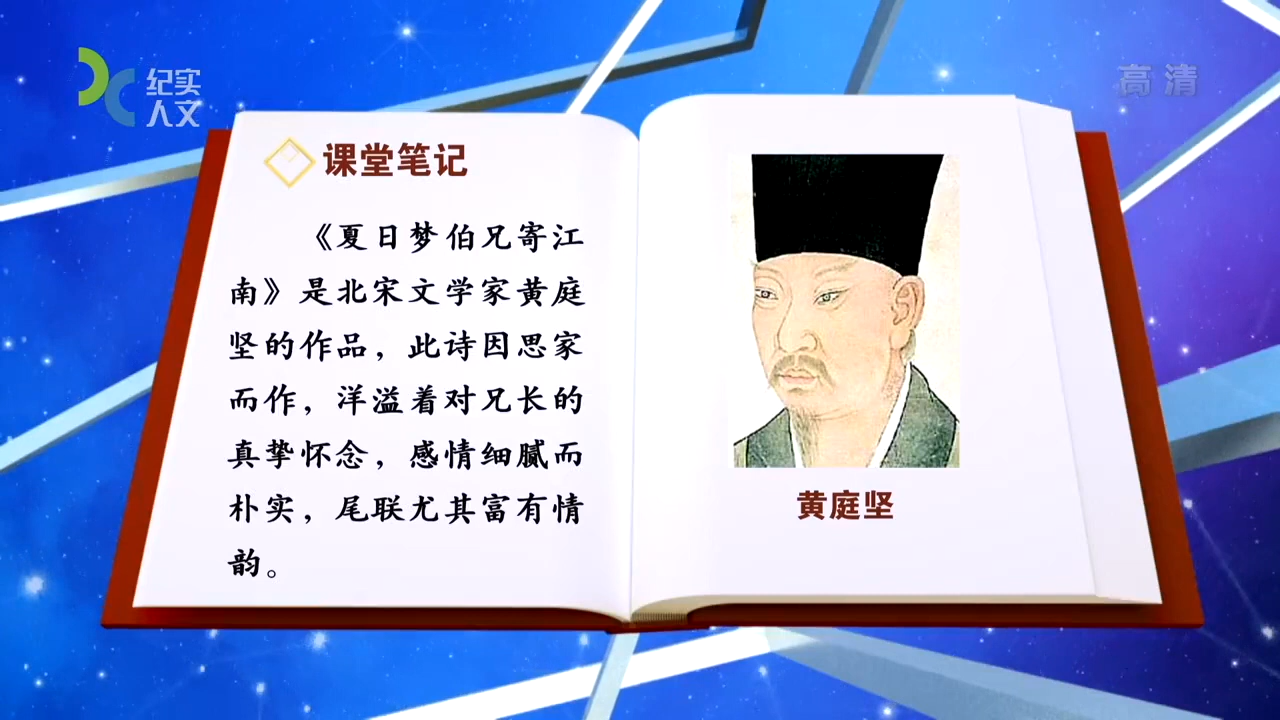 纪实
人文
高清
课堂笔记
《夏日梦伯兄寄江
南》是北宋文学家黄庭
坚的作品，此诗因思家
而作，洋溢着对兄长的
真挚怀念，感情细腻而
朴实，尾联尤其富有情
韵。
黄庭坚